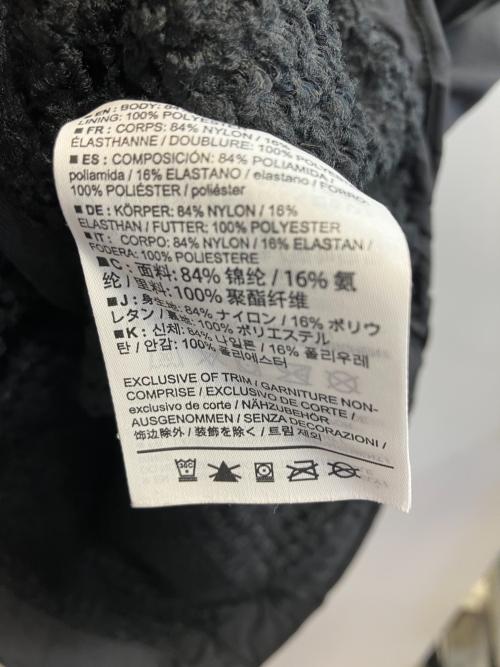 EN: BODY: 84
LINING: 100% POLYESTER
■ FR : CORPS: 84% NYLON / 16%
ÉLASTHANNE / DOUBLURE: 100% POLYE
■ ES : COMPOSICIÓN: 84% POLIAMIDA /
poliamida / 16% ELASTANO / elastano / FORRO:
100% POLIÉSTER / poliéster
■ DE : KÖRPER: 84% NYLON / 16%
ELASTHAN / FUTTER: 100% POLYESTER
■ IT : CORPO: 84% NYLON / 16% ELASTAN /
FODERA: 100% POLIESTERE
■ C : 面料: 84% 锦纶 / 16% 氨
纶 / 里料: 100% 聚酯纤维
■ J : 身生地: 84% ナイロン / 16% ポリウ
レタン / 裏地: 100% ポリエステル
■ K : 신체: 84% 나일론 / 16% 폴리우레
탄 / 안감: 100% 폴리에스터
EXCLUSIVE OF TRIM / GARNITURE NON-
COMPRISE / EXCLUSIVO DE CORTE /
exclusivo de corte / NÄHZUBEHÖR
AUSGENOMMEN / SENZA DECORAZIONI /
饰边除外 / 装飾を除く / 트림 제외